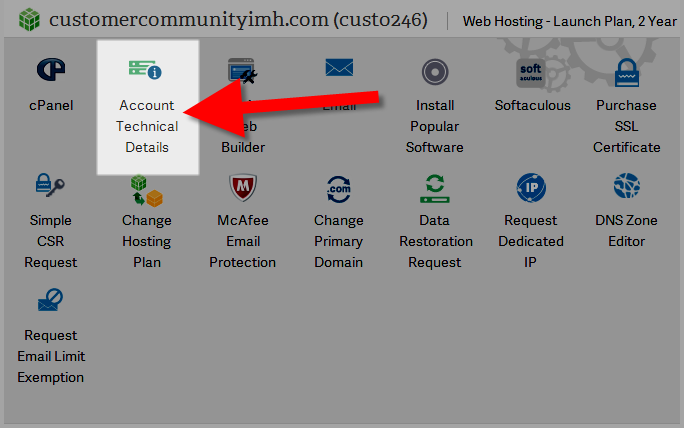 customercommunityimh.com (custo246)
Web Hosting - Launch Plan, 2 Year
cPanel
Account
Technical
Details
Builder
Email
Install
Popular
Software
soft
aculous
Softaculous
Purchase
SSL
Certificate
Simple
CSR
Request
Change
Hosting
Plan
McAfee
Email
Protection
.com
Change
Primary
Domain
Data
Restoration
Request
IP
Request
Dedicated
IP
DNS Zone
Editor
Request
Email Limit
Exemption